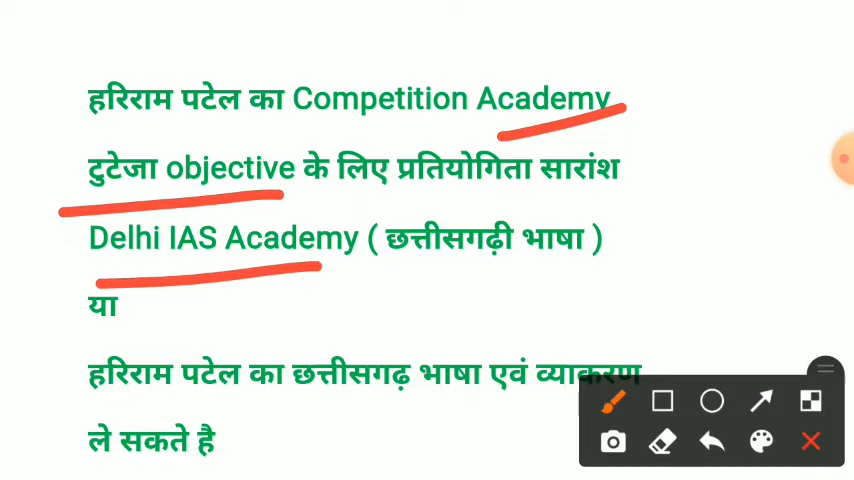 हरिराम पटेल का Competition Academy
टुटेजा objective के लिए प्रतियोगिता सारांश
Delhi IAS Academy ( छत्तीसगढ़ी भाषा )
या
हरिराम पटेल का छत्तीसगढ़ भाषा एवं व्याकरण
ले सकते है